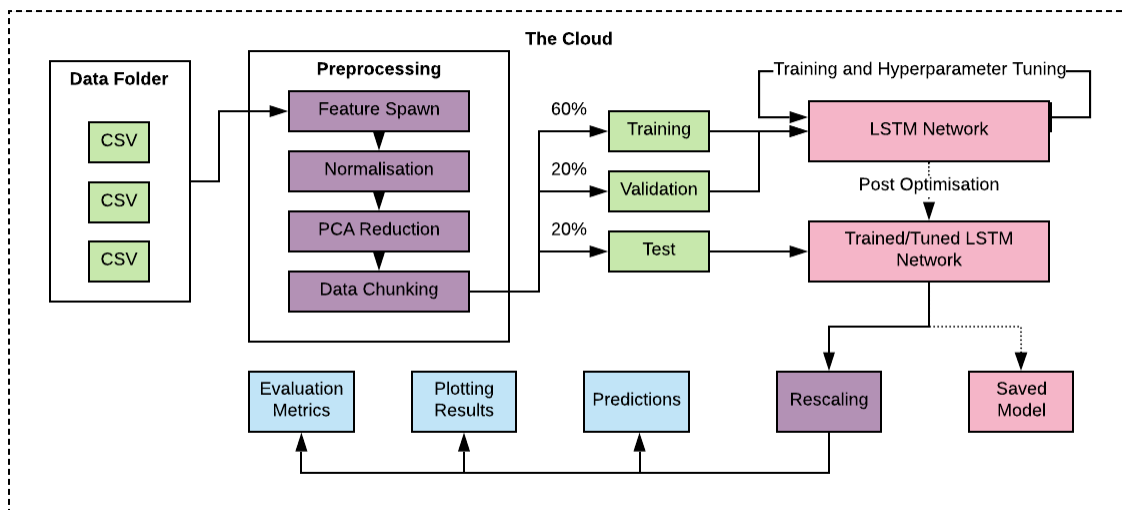 The Cloud
Data Folder
CSV
CSV
CSV
Preprocessing
Feature Spawn
Normalisation
PCA Reduction
Data Chunking
60%
20%
20%
Training
Validation
Test
Training and Hyperparameter Tuning
LSTM Network
Post Optimisation
Trained/Tuned LSTM
Network
Evaluation
Metrics
Plotting
Results
Predictions
Rescaling
Saved
Model